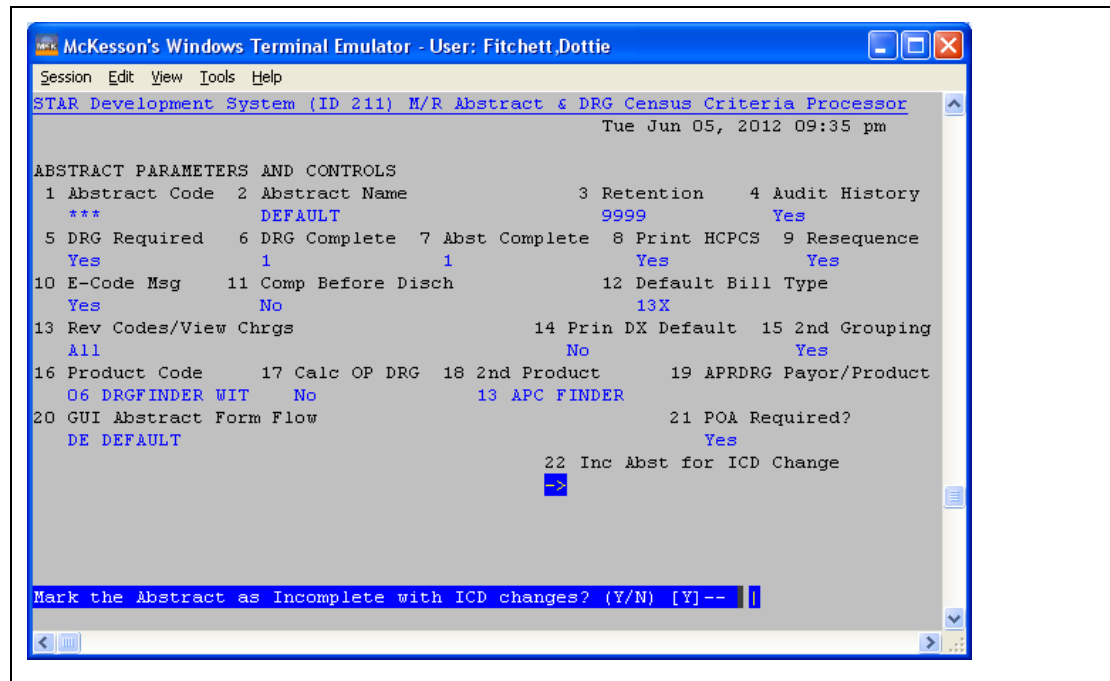 McKesson's Windows Terminal Emulator - User: Fitchett,Dottie
Session Edit View Tools Help
STAR Development System (ID 211) M/R Abstract & DRG Census Criteria Processor
Tue Jun 05, 2012 09:35 pm
ABSTRACT PARAMETERS AND CONTROLS
1 Abstract Code 2 Abstract Name 3 Retention 4 Audit History
*** DEFAULT 9999 Yes
5 DRG Required 6 DRG Complete 7 Abst Complete 8 Print HCPCS 9 Resequence
Yes 1 1 Yes Yes
10 E-Code Msg 11 Comp Before Disch 12 Default Bill Type
Yes No 13X
13 Rev Codes/View Chrgs 14 Prin DX Default 15 2nd Grouping
All No Yes
16 Product Code 17 Calc OP DRG 18 2nd Product 19 APRDRG Payor/Product
06 DRGFINDER WIT No 13 APC FINDER
20 GUI Abstract Form Flow 21 POA Required?
DE DEFAULT Yes
22 Inc Abst for ICD Change
->
Mark the Abstract as Incomplete with ICD changes? (Y/N) [Y]-- |